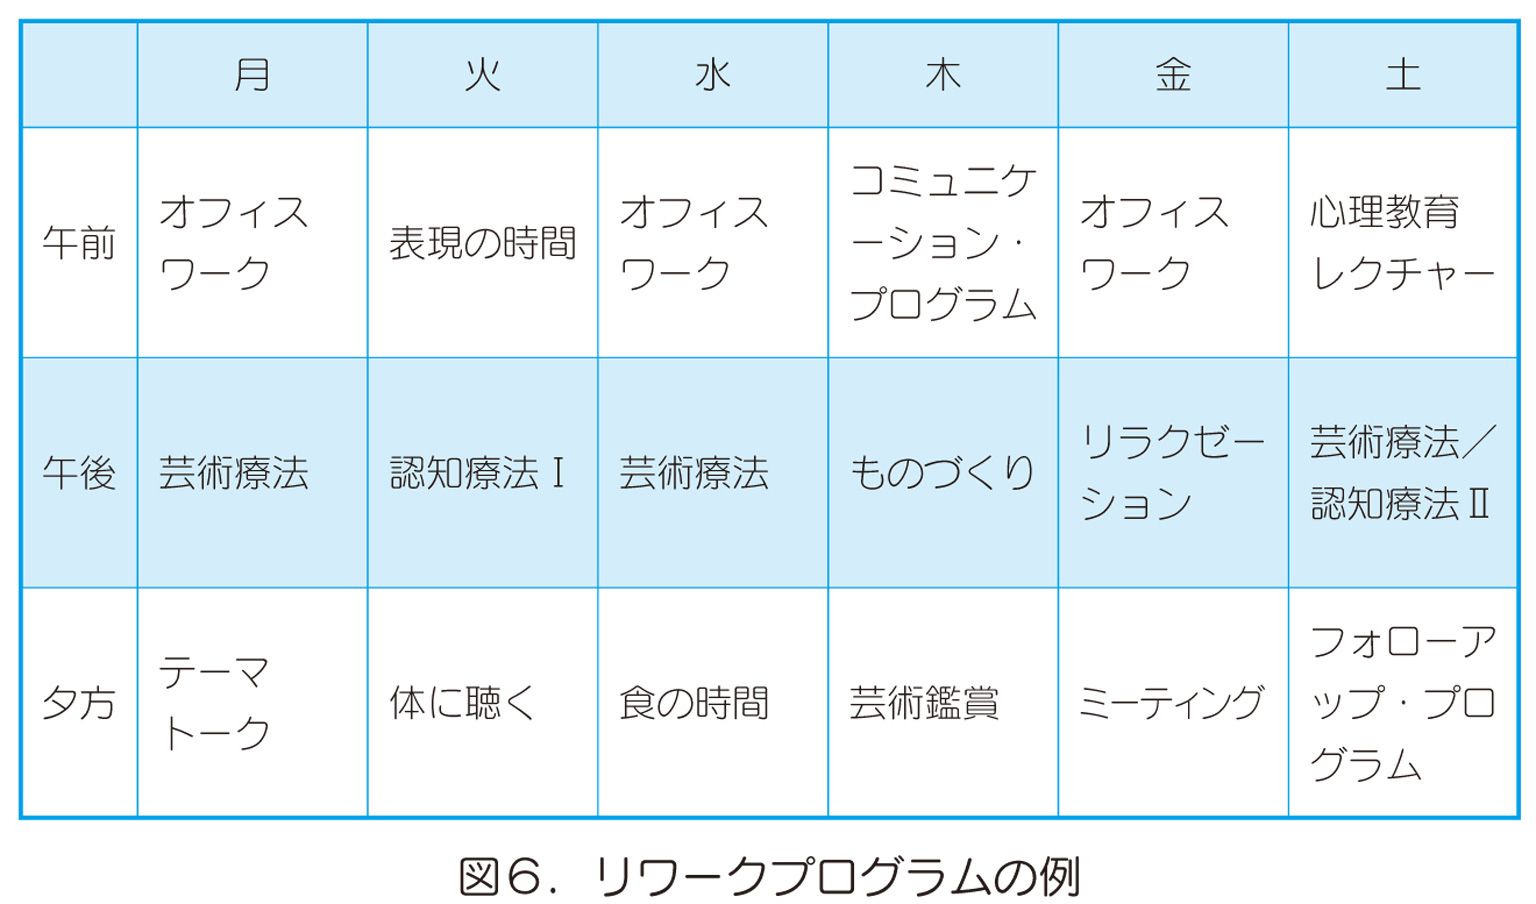 月 火 水 木 金 土
午前
オフィス
ワーク
表現の時間
オフィス
ワーク
コミュニケ
ーション・
プログラム
オフィス
ワーク
心理教育
レクチャー
午後
芸術療法
認知療法Ⅰ
芸術療法
ものづくり
リラクゼー
ション
芸術療法／
認知療法Ⅱ
夕方
テーマ
トーク
体に聴く
食の時間
芸術鑑賞
ミーティング
フォローア
ップ・プロ
グラム
図6．リワークプログラムの例